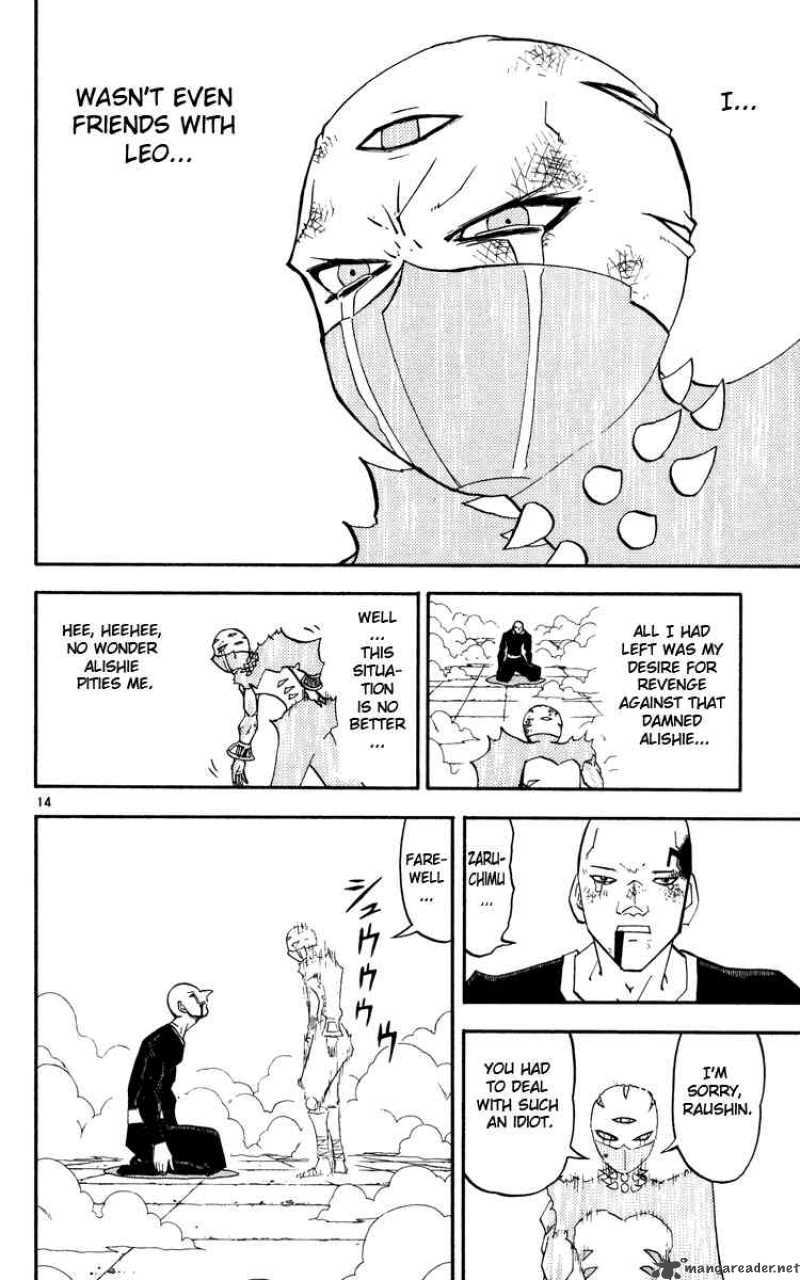 I...
WASN'T EVEN
FRIENDS WITH
LEO...
ALL I HAD
LEFT WAS MY
DESIRE FOR
REVENGE
AGAINST THAT
DAMNED
ALISHIE...
WELL
...
THIS
SITUA-
TION
IS NO
BETTER
...
HEE, HEEHEE,
NO WONDER
ALISHIE
PITIES ME.
14
ZARU-
CHIMU
...
I'M
SORRY,
RAUSHIN.
YOU HAD
TO DEAL
WITH SUCH
AN IDIOT.
FARE-
WELL
...
シュウウウ
mangareader.net